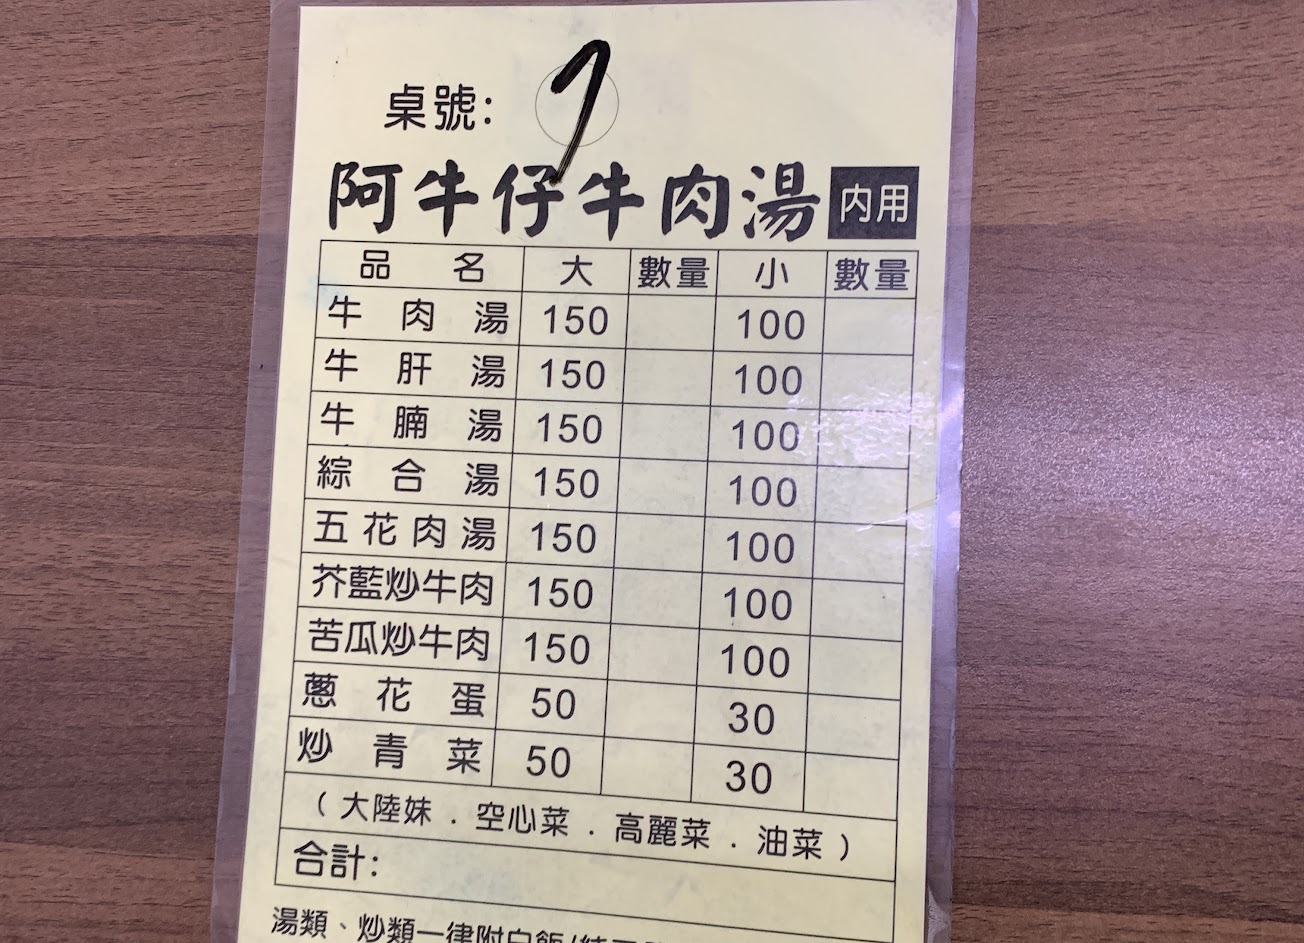 桌號: 7
阿牛仔牛肉湯 內用
品名 大 數量 小 數量
牛肉湯 150 100
牛肝湯 150 100
牛腩湯 150 100
綜合湯 150 100
五花肉湯 150 100
芥藍炒牛肉 150 100
苦瓜炒牛肉 150 100
蔥花蛋 50 30
炒青菜 50 30
(大陸妹.空心菜.高麗菜.油菜)
合計:
湯類、炒類一律附白飯